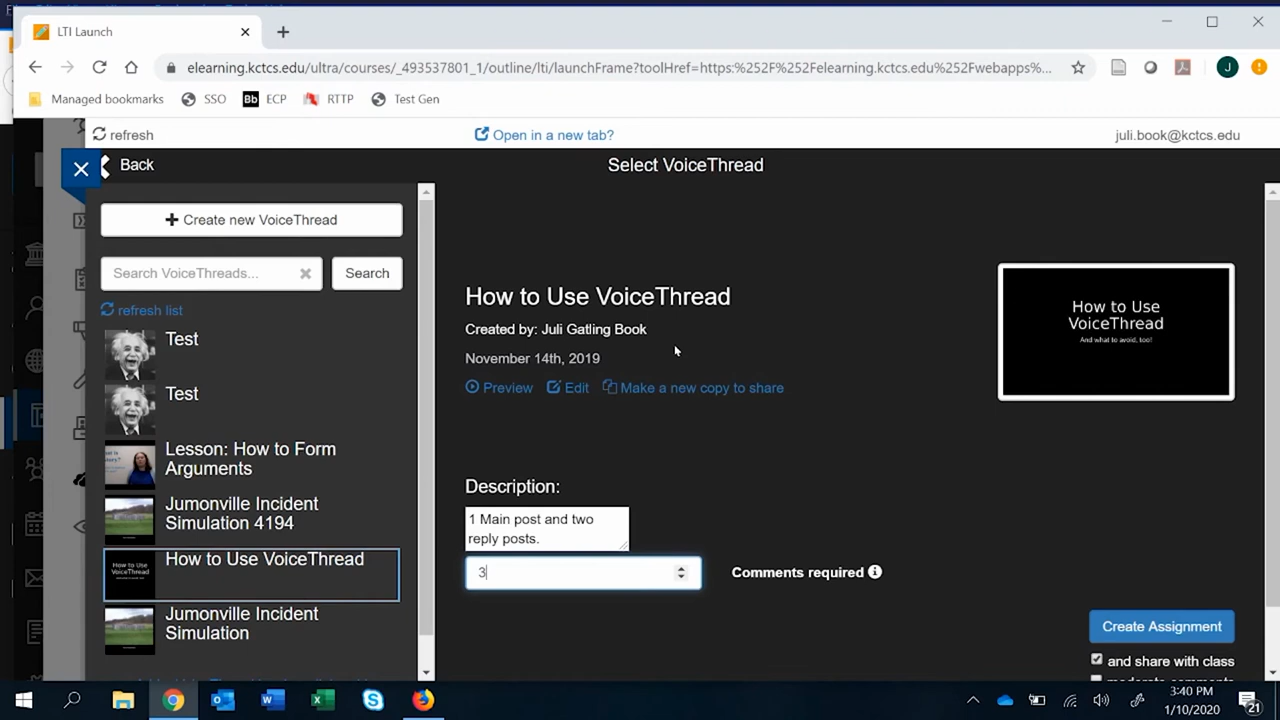 LTI Launch
elearning.kctcs.edu/ultra/courses/_493537801_1/outline/lti/launchFrame?toolHref=https:%252F%252Felearning.kctcs.edu%252Fwebapps%...
J
Managed bookmarks
SSO
Bb ECP
RTTP
Test Gen
refresh
Open in a new tab?
juli.book@kctcs.edu
Back
Select VoiceThread
Create new VoiceThread
Search VoiceThreads...
Search
refresh list
Test
Test
Lesson: How to Form
Arguments
Jumonville Incident
Simulation 4194
How to Use VoiceThread
Jumonville Incident
Simulation
How to Use VoiceThread
Created by: Juli Gatling Book
November 14th, 2019
Preview
Edit
Make a new copy to share
How to Use
VoiceThread
And what to avoid, too!
Description:
1 Main post and two
reply posts.
3
Comments required
Create Assignment
and share with class
3:40 PM
1/10/2020
21